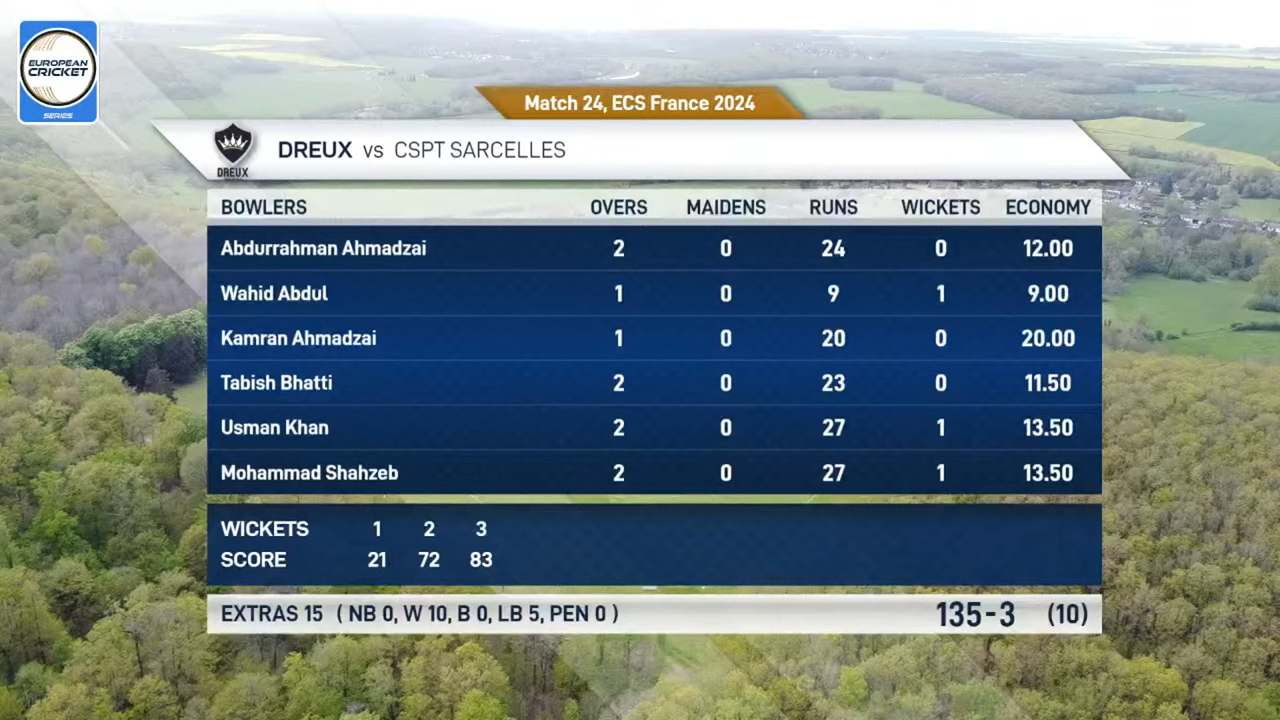 EUROPEAN
CRICKET
SERIES
Match 24, ECS France 2024
DREUX
DREUX vs CSPT SARCELLES
BOWLERS OVERS MAIDENS RUNS WICKETS ECONOMY
Abdurrahman Ahmadzai 2 0 24 0 12.00
Wahid Abdul 1 0 9 1 9.00
Kamran Ahmadzai 1 0 20 0 20.00
Tabish Bhatti 2 0 23 0 11.50
Usman Khan 2 0 27 1 13.50
Mohammad Shahzeb 2 0 27 1 13.50
WICKETS 1 2 3
SCORE 21 72 83
EXTRAS 15 ( NB 0, W 10, B 0, LB 5, PEN 0 ) 135-3 (10)